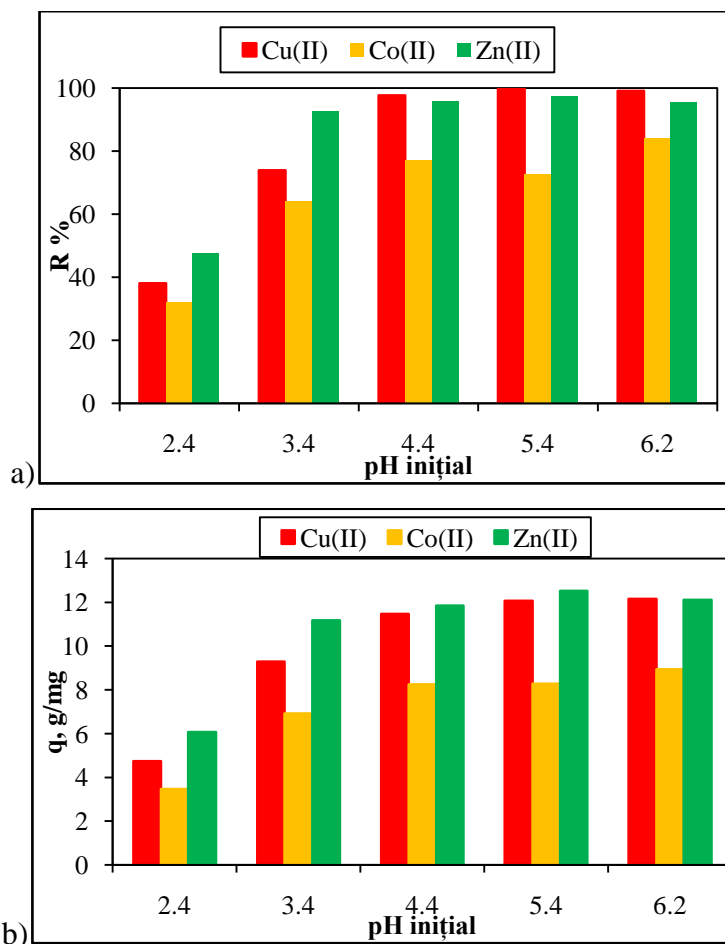 Cu(II) Co(II) Zn(II)
100
80
60
40
20
0
R %
2.4 3.4 4.4 5.4 6.2
pH inițial
a)
Cu(II) Co(II) Zn(II)
14
12
10
8
6
4
2
0
q, g/mg
2.4 3.4 4.4 5.4 6.2
pH inițial
b)